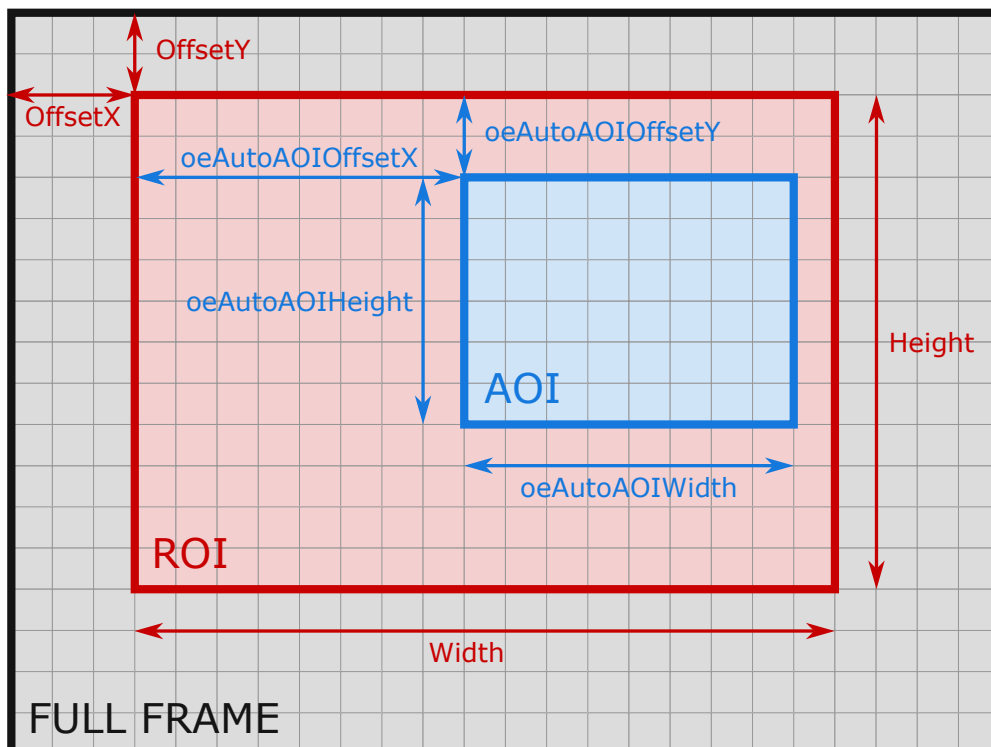 OffsetY
OffsetX
oeAutoAOIOffsetY
oeAutoAOIOffsetX
oeAutoAOIHeight
Height
AOI
oeAutoAOIWidth
ROI
Width
FULL FRAME